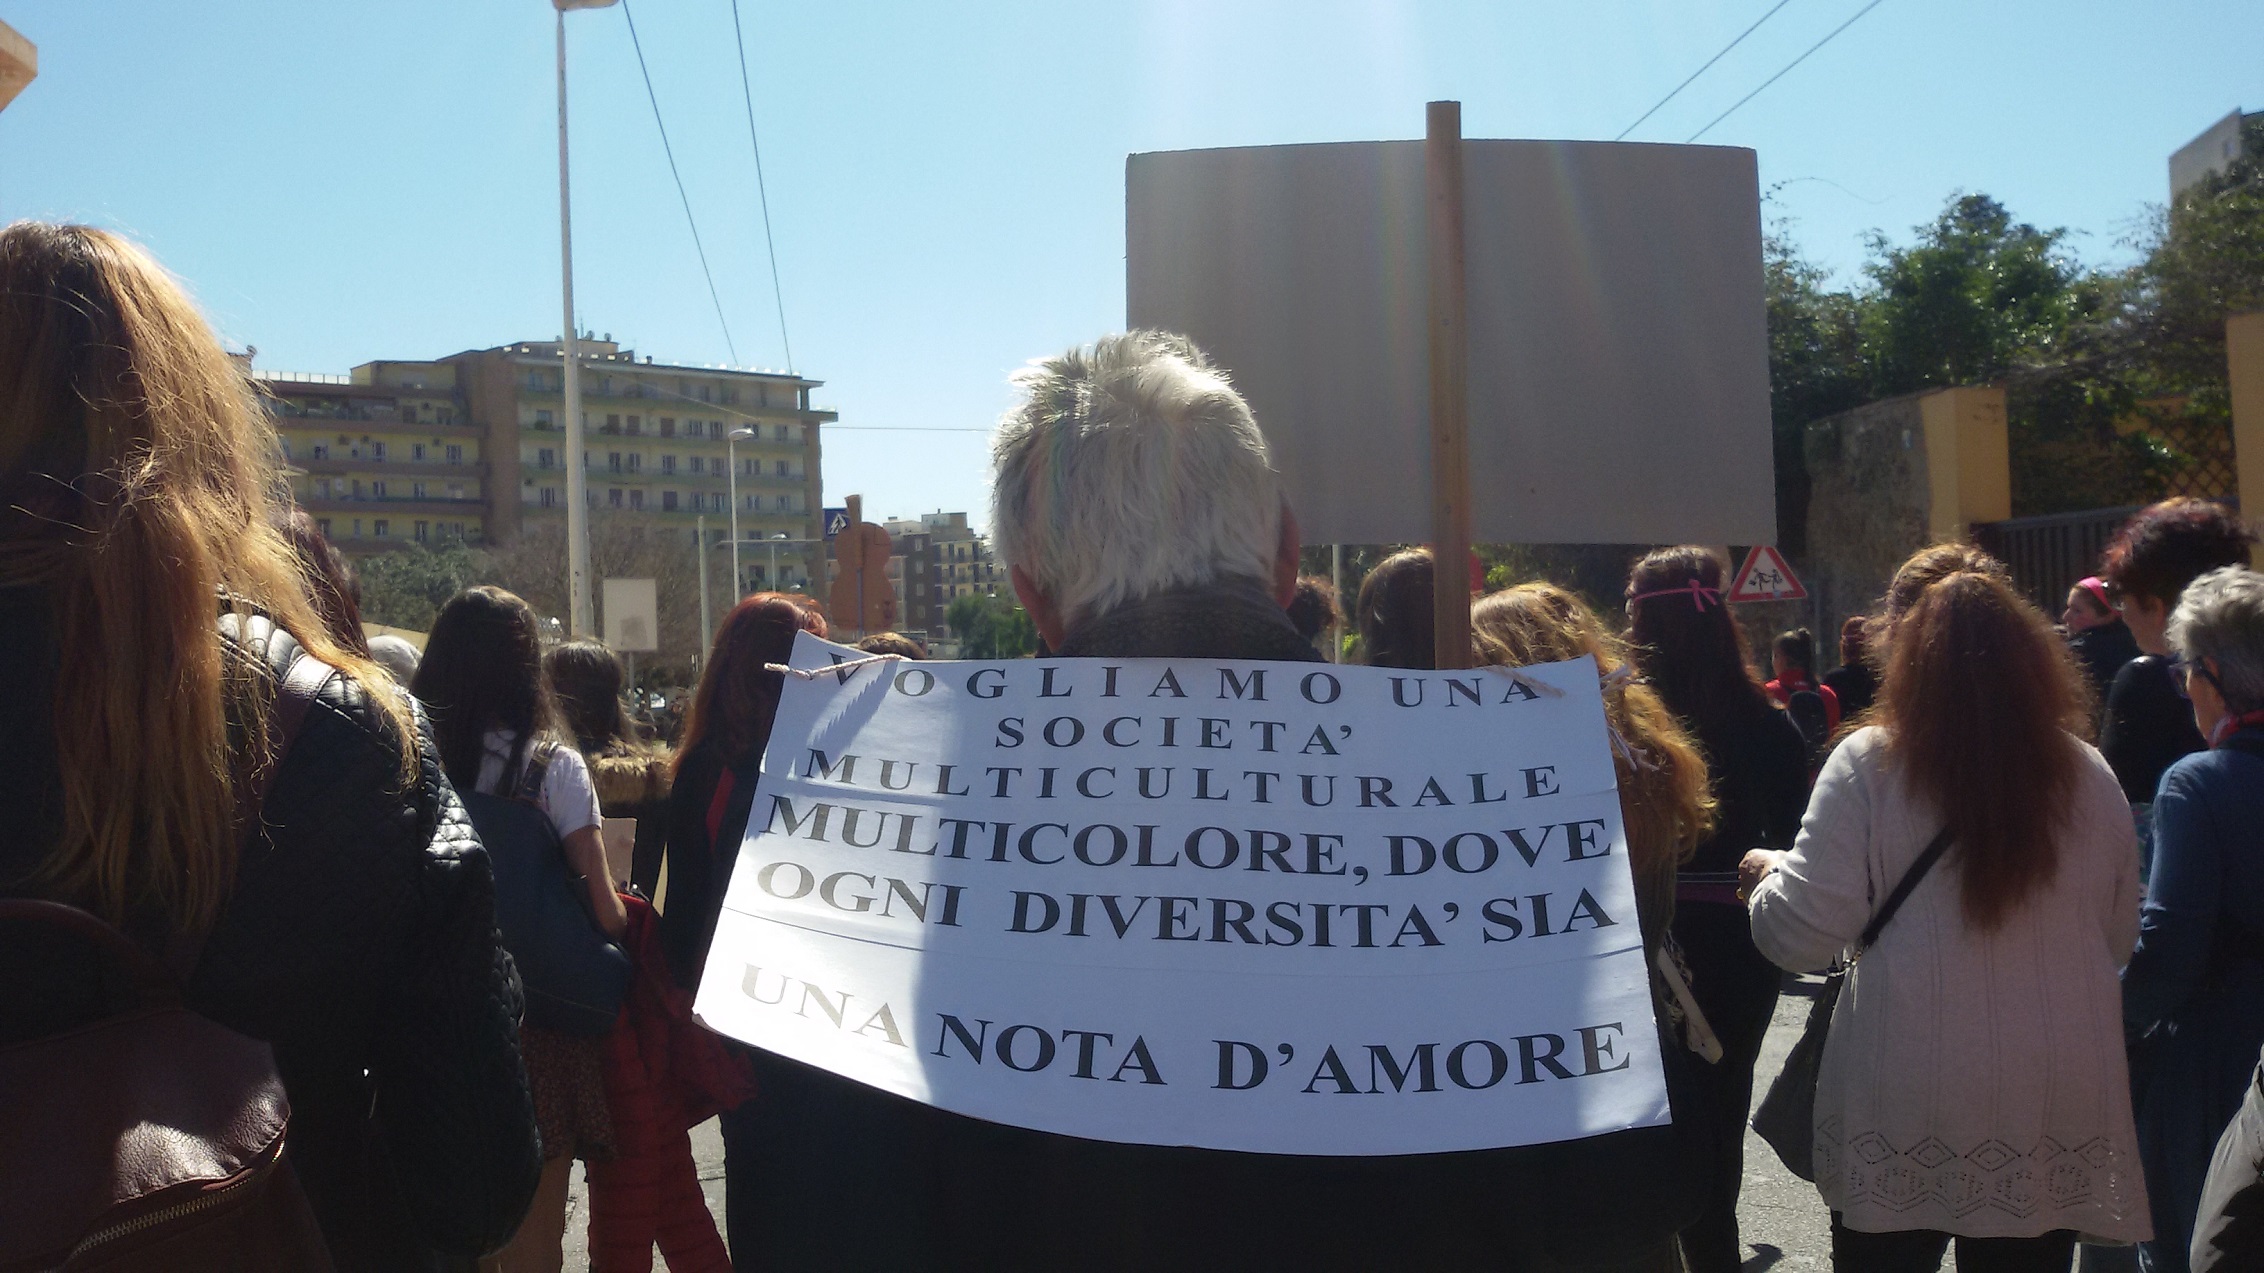 VOGLIAMO UNA
SOCIETA'
MULTICULTURALE
MULTICOLORE, DOVE
OGNI DIVERSITA' SIA
UNA NOTA D'AMORE